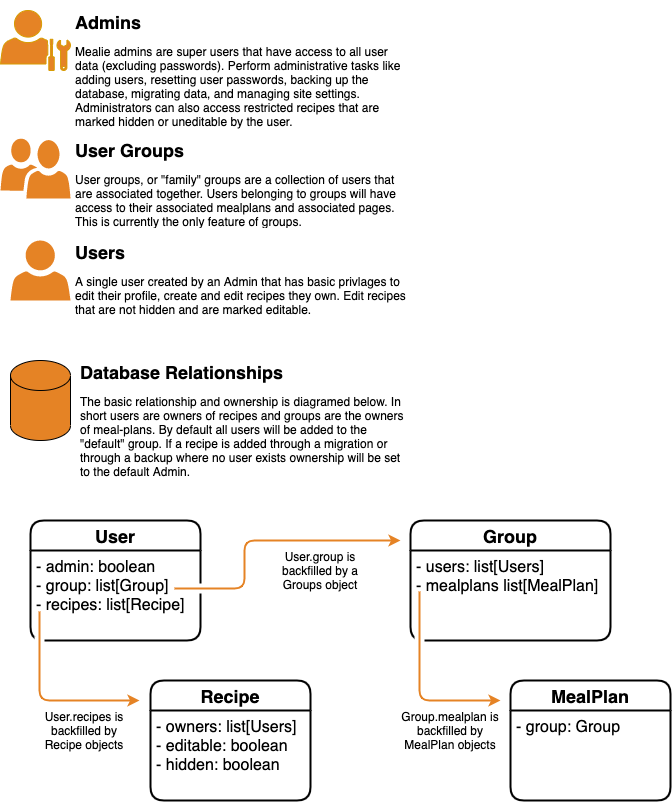 Admins
Mealie admins are super users that have access to all user
data (excluding passwords). Perform administrative tasks like
adding users, resetting user passwords, backing up the
database, migrating data, and managing site settings.
Administrators can also access restricted recipes that are
marked hidden or uneditable by the user.
User Groups
User groups, or "family" groups are a collection of users that
are associated together. Users belonging to groups will have
access to their associated mealplans and associated pages.
This is currently the only feature of groups.
Users
A single user created by an Admin that has basic privlages to
edit their profile, create and edit recipes they own. Edit recipes
that are not hidden and are marked editable.
Database Relationships
The basic relationship and ownership is diagramed below. In
short users are owners of recipes and groups are the owners
of meal-plans. By default all users will be added to the
"default" group. If a recipe is added through a migration or
through a backup where no user exists ownership will be set
to the default Admin.
User
- admin: boolean
- group: list[Group]
- recipes: list[Recipe]
User.group is
backfilled by a
Groups object
Group
- users: list[Users]
- mealplans list[MealPlan]
User.recipes is
backfilled by
Recipe objects
Recipe
- owners: list[Users]
- editable: boolean
- hidden: boolean
Group.mealplan is
backfilled by
MealPlan objects
MealPlan
- group: Group